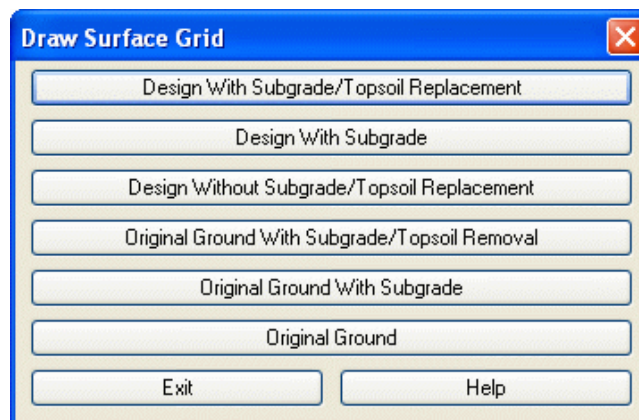 Draw Surface Grid
Design With Subgrade/Topsoil Replacement
Design With Subgrade
Design Without Subgrade/Topsoil Replacement
Original Ground With Subgrade/Topsoil Removal
Original Ground With Subgrade
Original Ground
Exit Help